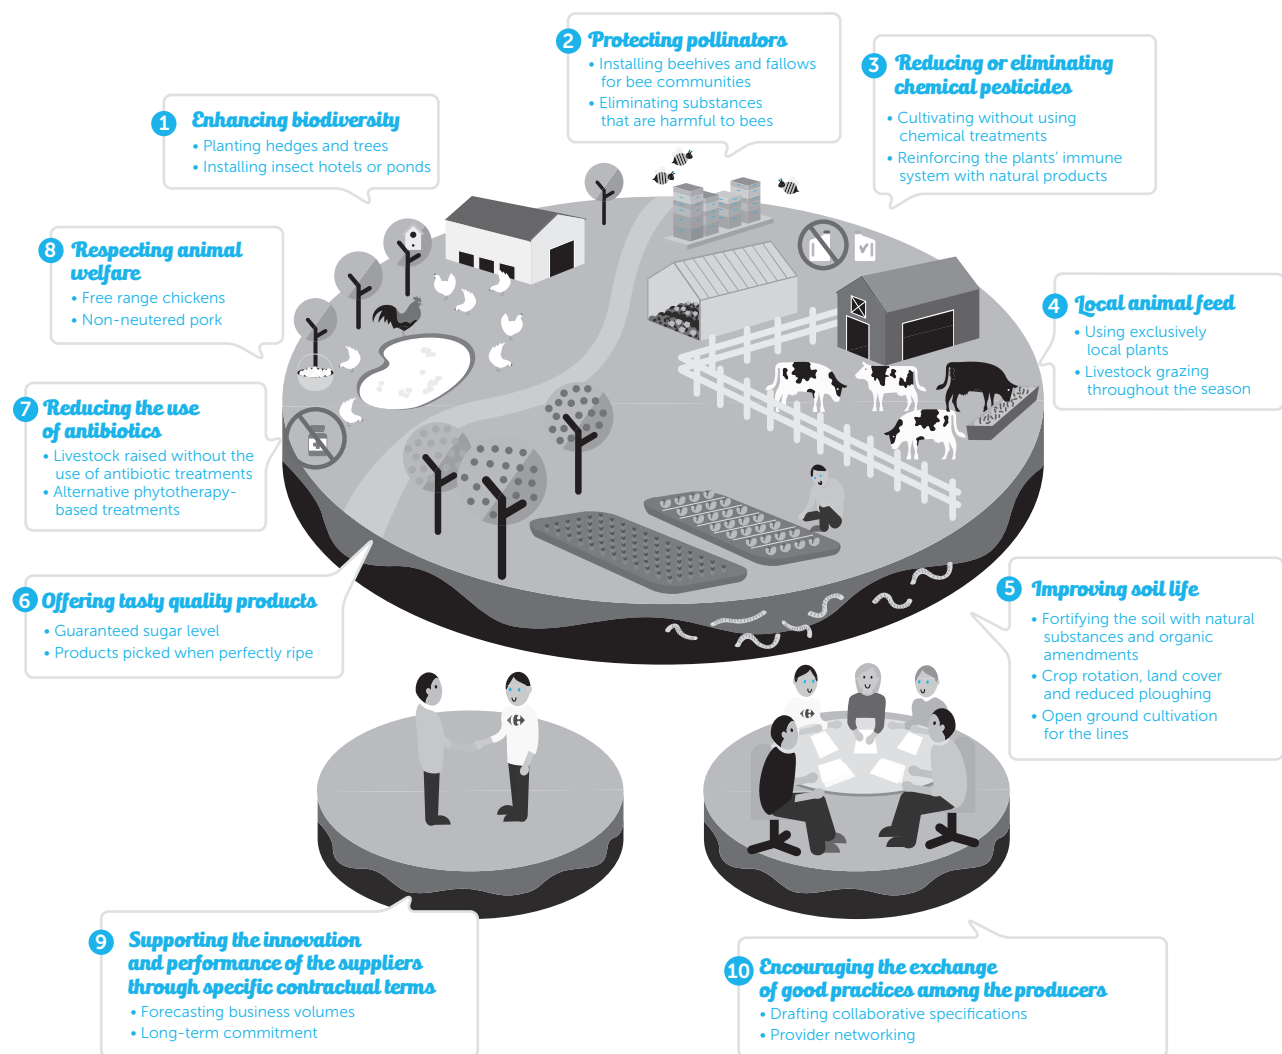 1 Enhancing biodiversity
• Planting hedges and trees
• Installing insect hotels or ponds
2 Protecting pollinators
• Installing beehives and fallows
for bee communities
• Eliminating substances
that are harmful to bees
3 Reducing or eliminating
chemical pesticides
• Cultivating without using
chemical treatments
• Reinforcing the plants' immune
system with natural products
4 Local animal feed
• Using exclusively
local plants
• Livestock grazing
throughout the season
5 Improving soil life
• Fortifying the soil with natural
substances and organic
amendments
• Crop rotation, land cover
and reduced ploughing
• Open ground cultivation
for the lines
6 Offering tasty quality products
• Guaranteed sugar level
• Products picked when perfectly ripe
7 Reducing the use
of antibiotics
• Livestock raised without the
use of antibiotic treatments
• Alternative phytotherapy-
based treatments
8 Respecting animal
welfare
• Free range chickens
• Non-neutered pork
9 Supporting the innovation
and performance of the suppliers
through specific contractual terms
• Forecasting business volumes
• Long-term commitment
10 Encouraging the exchange
of good practices among the producers
• Drafting collaborative specifications
• Provider networking